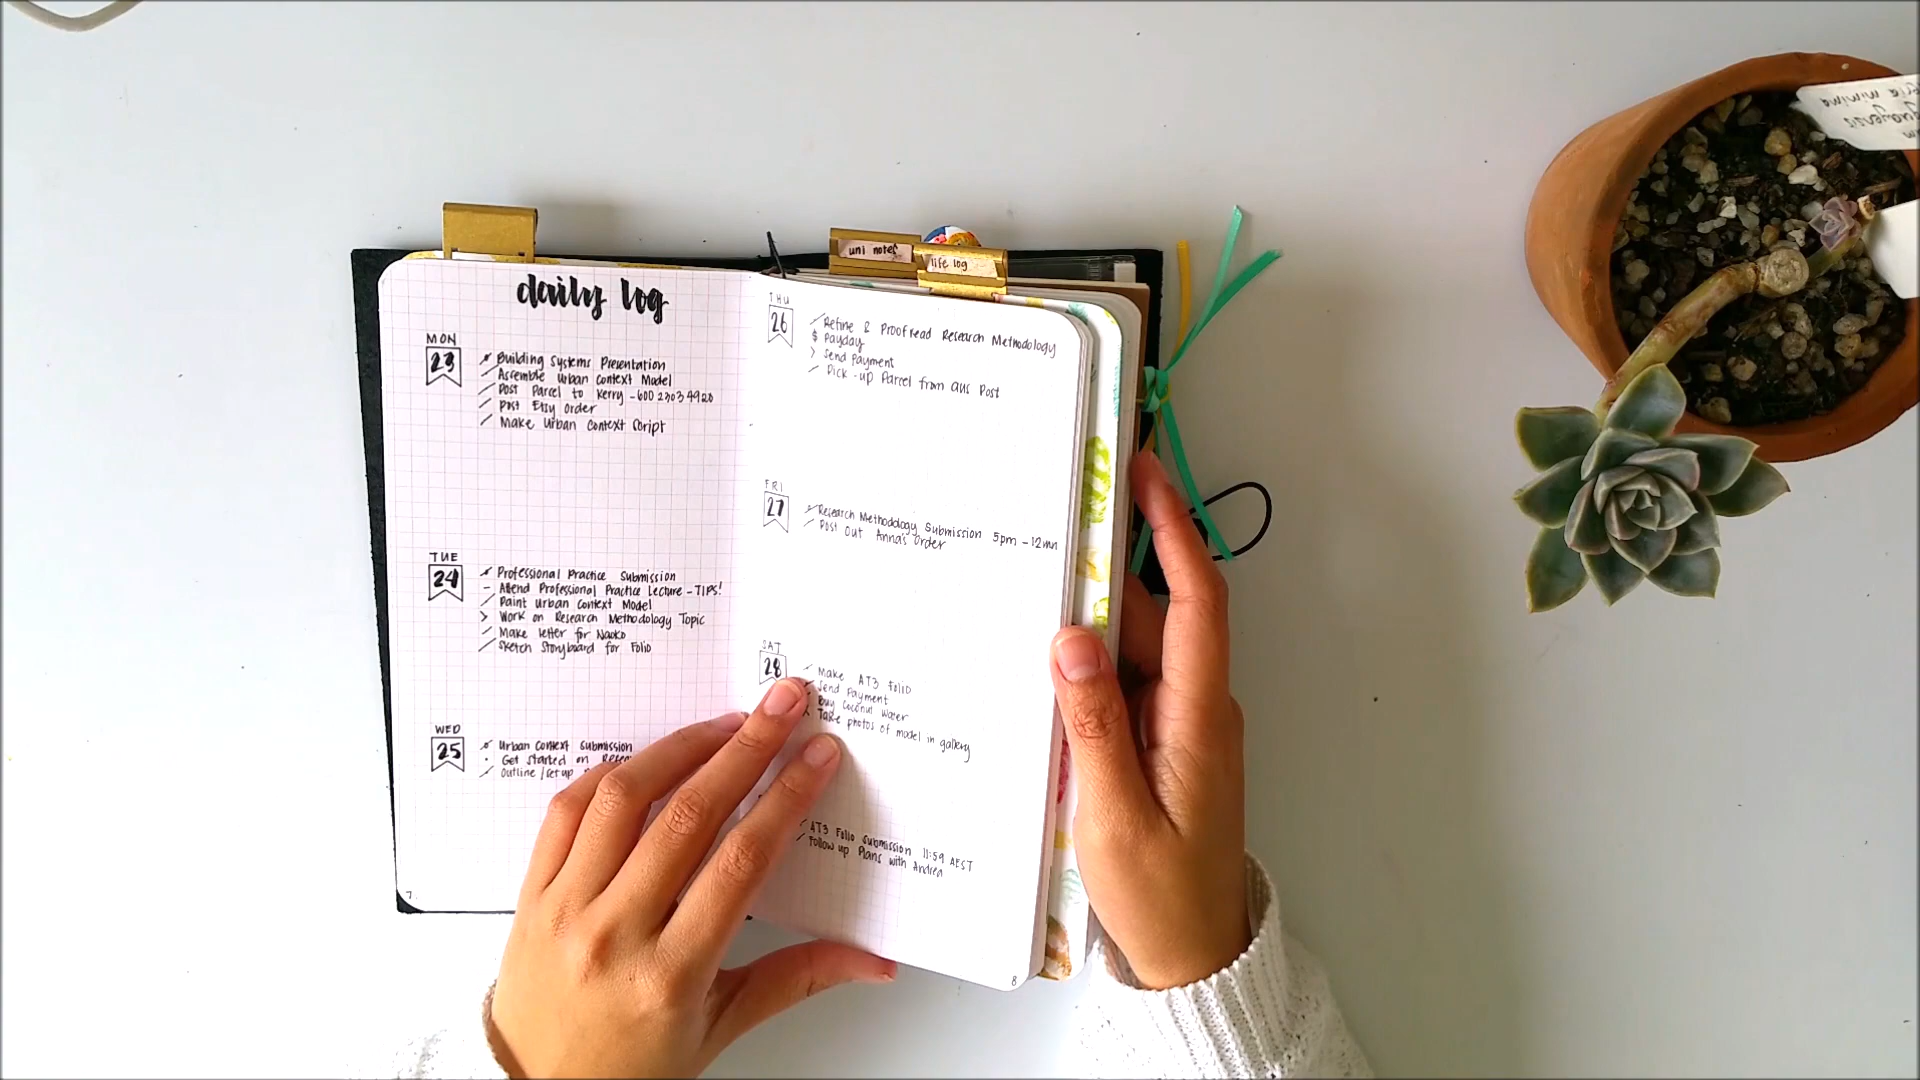 uni notes
life log
daily log
MON
23
Building Systems Presentation
Assemble Urban Context Model
Post Parcel to Kerry - 600 2303 4920
Post Etsy Order
Make Urban Context Script
TUE
24
Professional Practice Submission
- Attend Professional Practice Lecture - TIPS!
Paint Urban Context Model
> Work on Research Methodology Topic
Make letter for Naoko
Sketch Storyboard for Folio
WED
25
Urban Context Submission
· Get started on
Outline / set up
7
THU
26
Refine & Proofread Research Methodology
$ Payday
> Send Payment
Pick-up Parcel from Aus Post
FRI
27
Research Methodology Submission 5pm - 12mn
Post Out Anna's Order
SAT
28
Make AT3 Folio
Send Payment
Buy Coconut Water
Take photos of model in gallery
AT3 Folio Submission 11:59 AEST
Follow up Plans with Andrea
8
minima